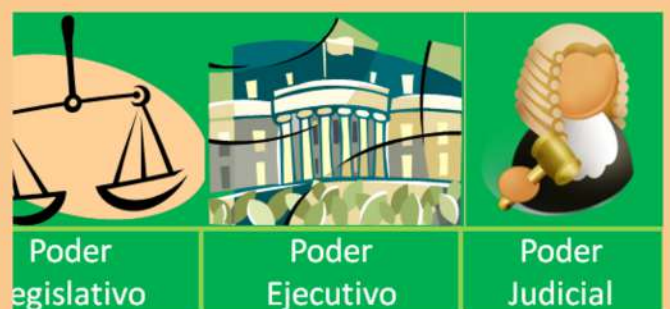 Poder
egislativo
Poder
Ejecutivo
Poder
Judicial